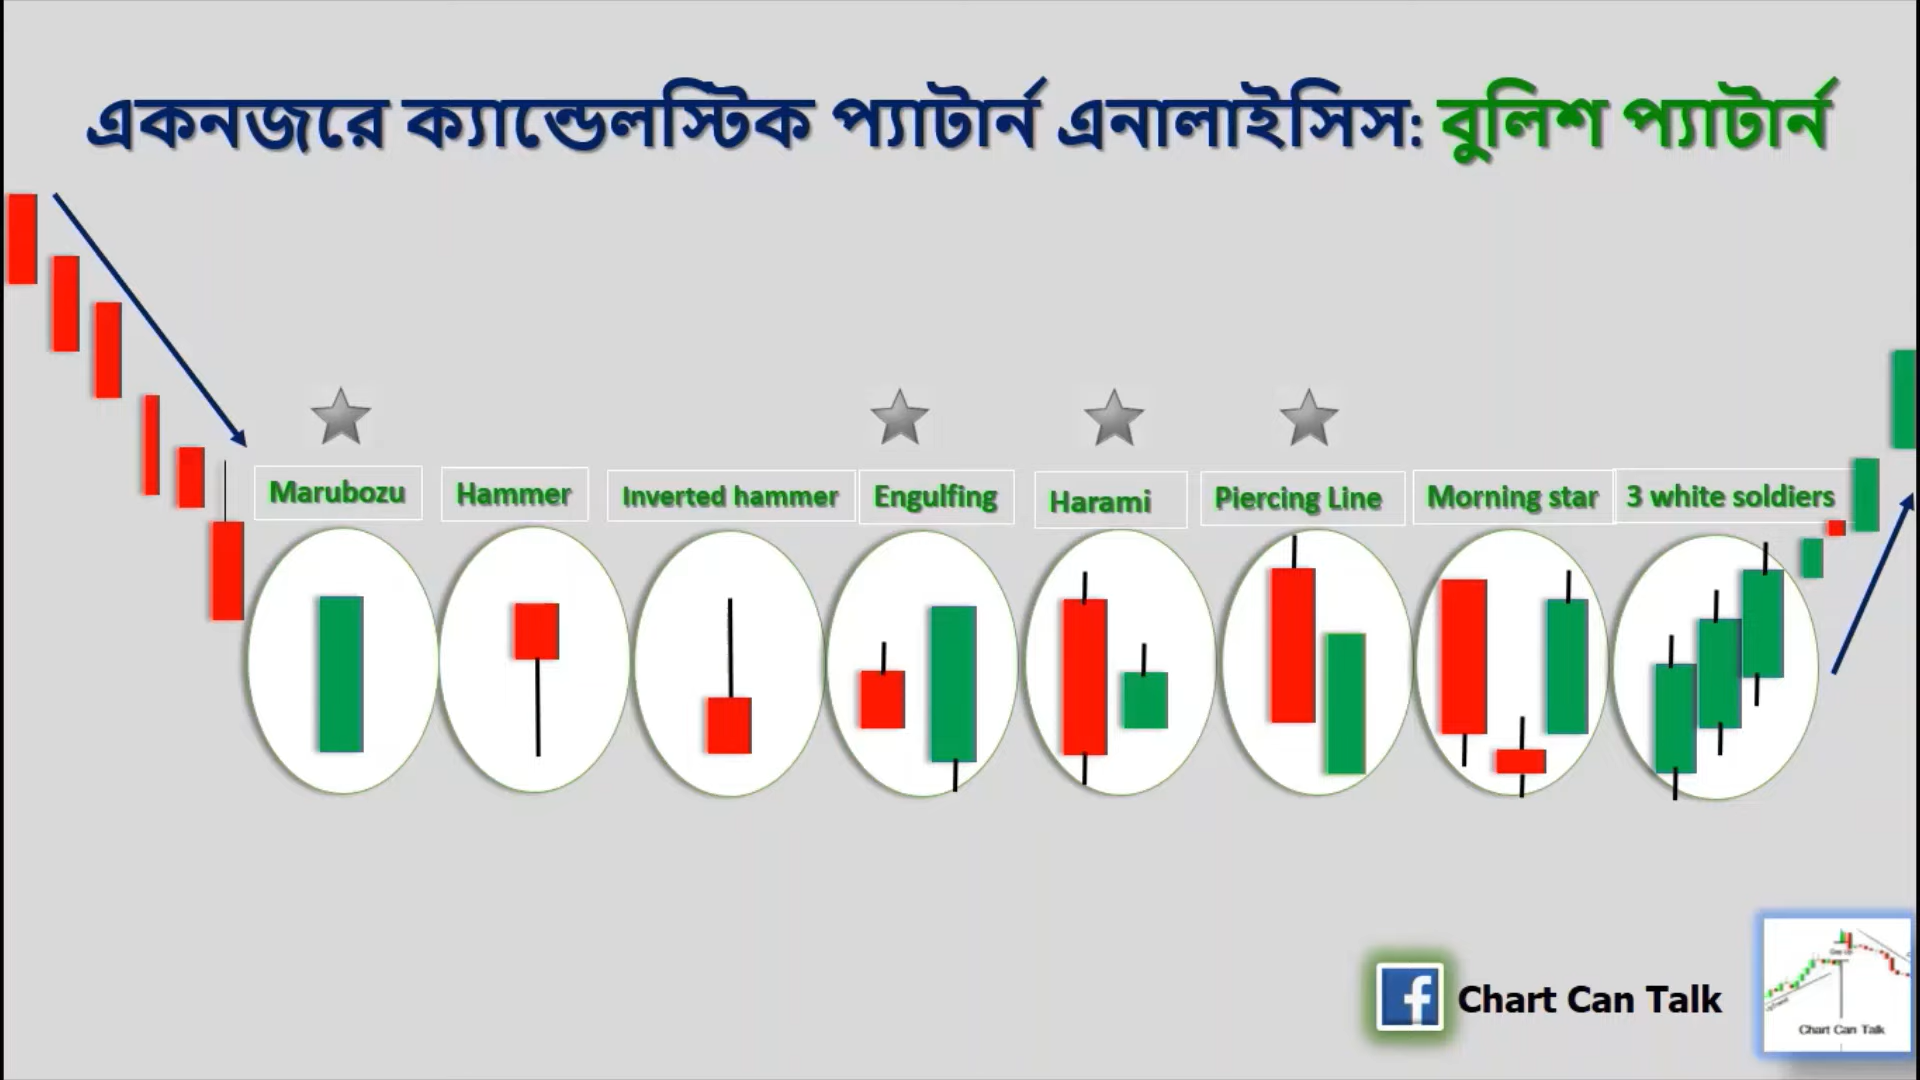 একনজরে ক্যান্ডেলস্টিক প্যাটার্ন এনালাইসিস: বুলিশ প্যাটার্ন
Marubozu
Hammer
Inverted hammer
Engulfing
Harami
Piercing Line
Morning star
3 white soldiers
Chart Can Talk
Chart Can Talk